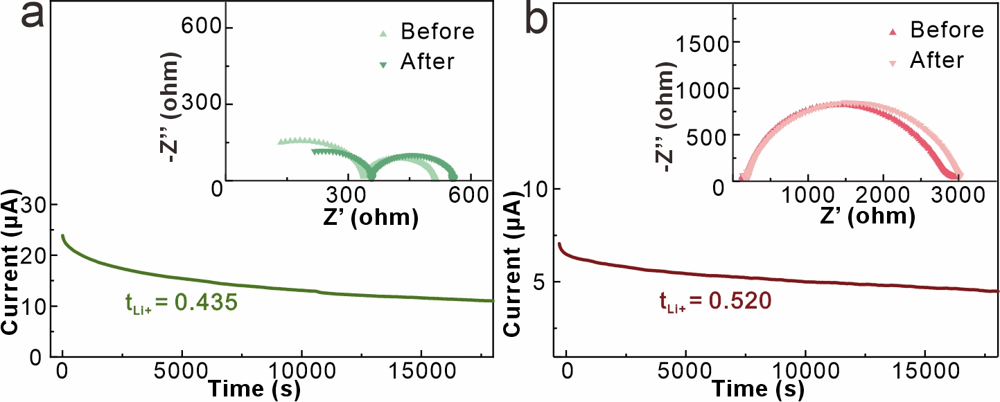 a
600
300
0
300
600
-Z’’ (ohm)
Z’ (ohm)
Before
After
30
20
10
0
Current (µA)
tLi+ = 0.435
0
5000
10000
15000
Time (s)
b
1500
1000
500
0
1000
2000
3000
-Z’’ (ohm)
Z’ (ohm)
Before
After
10
5
Current (µA)
tLi+ = 0.520
0
5000
10000
15000
Time (s)